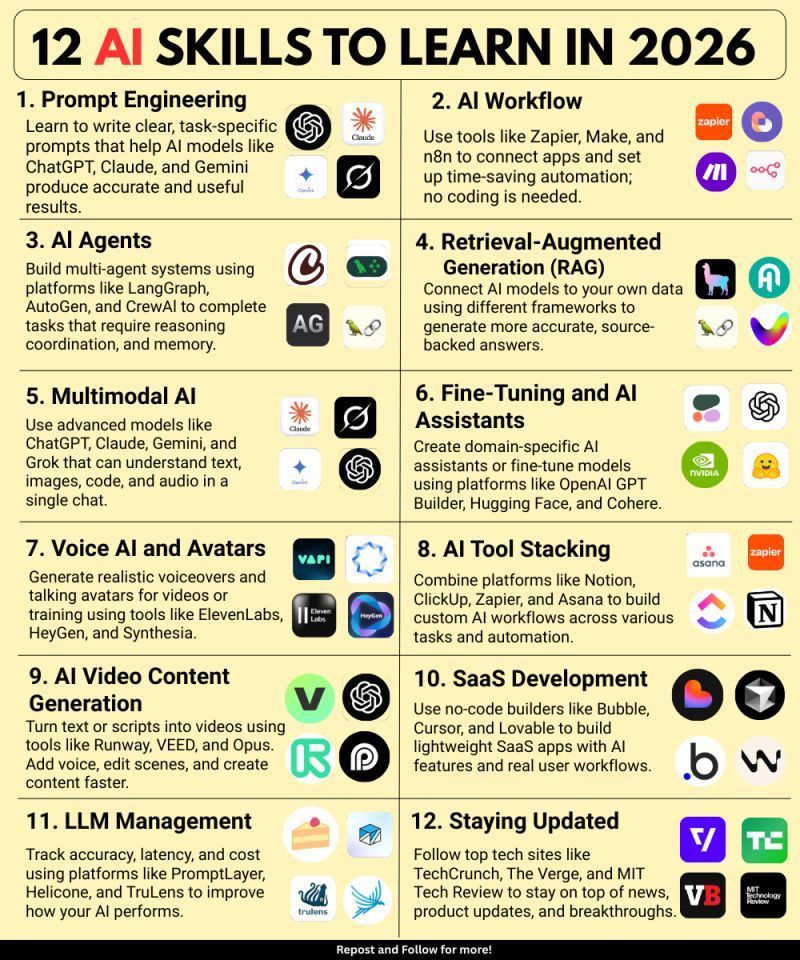 12 AI SKILLS TO LEARN IN 2026
1. Prompt Engineering
Learn to write clear, task-specific
prompts that help AI models like
ChatGPT, Claude, and Gemini
produce accurate and useful
results.
Claude
Gemini
2. AI Workflow
Use tools like Zapier, Make, and
n8n to connect apps and set
up time-saving automation;
no coding is needed.
zapier
3. AI Agents
Build multi-agent systems using
platforms like LangGraph,
AutoGen, and CrewAI to complete
tasks that require reasoning
coordination, and memory.
AG
4. Retrieval-Augmented
Generation (RAG)
Connect AI models to your own data
using different frameworks to
generate more accurate, source-
backed answers.
5. Multimodal AI
Use advanced models like
ChatGPT, Claude, Gemini, and
Grok that can understand text,
images, code, and audio in a
single chat.
Claude
Gemini
6. Fine-Tuning and AI
Assistants
Create domain-specific AI
assistants or fine-tune models
using platforms like OpenAI GPT
Builder, Hugging Face, and Cohere.
NVIDIA
7. Voice AI and Avatars
Generate realistic voiceovers and
talking avatars for videos or
training using tools like ElevenLabs,
HeyGen, and Synthesia.
VAPI
Eleven
Labs
HeyGen
8. AI Tool Stacking
Combine platforms like Notion,
ClickUp, Zapier, and Asana to build
custom AI workflows across various
tasks and automation.
asana
zapier
N
9. AI Video Content
Generation
Turn text or scripts into videos using
tools like Runway, VEED, and Opus.
Add voice, edit scenes, and create
content faster.
V
R
P
10. SaaS Development
Use no-code builders like Bubble,
Cursor, and Lovable to build
lightweight SaaS apps with AI
features and real user workflows.
.b
W
11. LLM Management
Track accuracy, latency, and cost
using platforms like PromptLayer,
Helicone, and TruLens to improve
how your AI performs.
trulens
12. Staying Updated
Follow top tech sites like
TechCrunch, The Verge, and MIT
Tech Review to stay on top of news,
product updates, and breakthroughs.
TC
VB
MIT
Technology
Review
Repost and Follow for more!